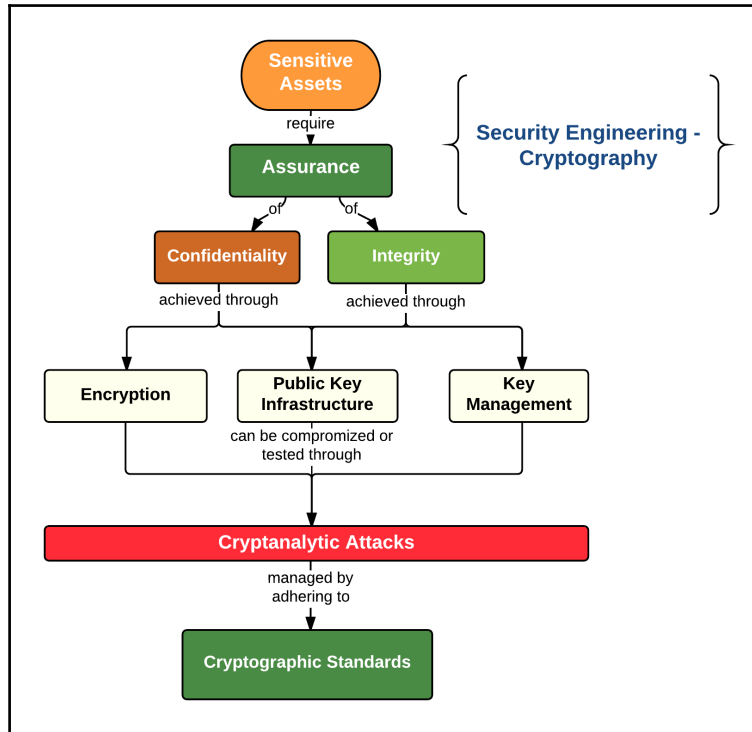 Sensitive
Assets
require
Security Engineering -
Cryptography
Assurance
of
of
Confidentiality
Integrity
achieved through
achieved through
Encryption
Public Key
Infrastructure
Key
Management
can be compromized or
tested through
Cryptanalytic Attacks
managed by
adhering to
Cryptographic Standards